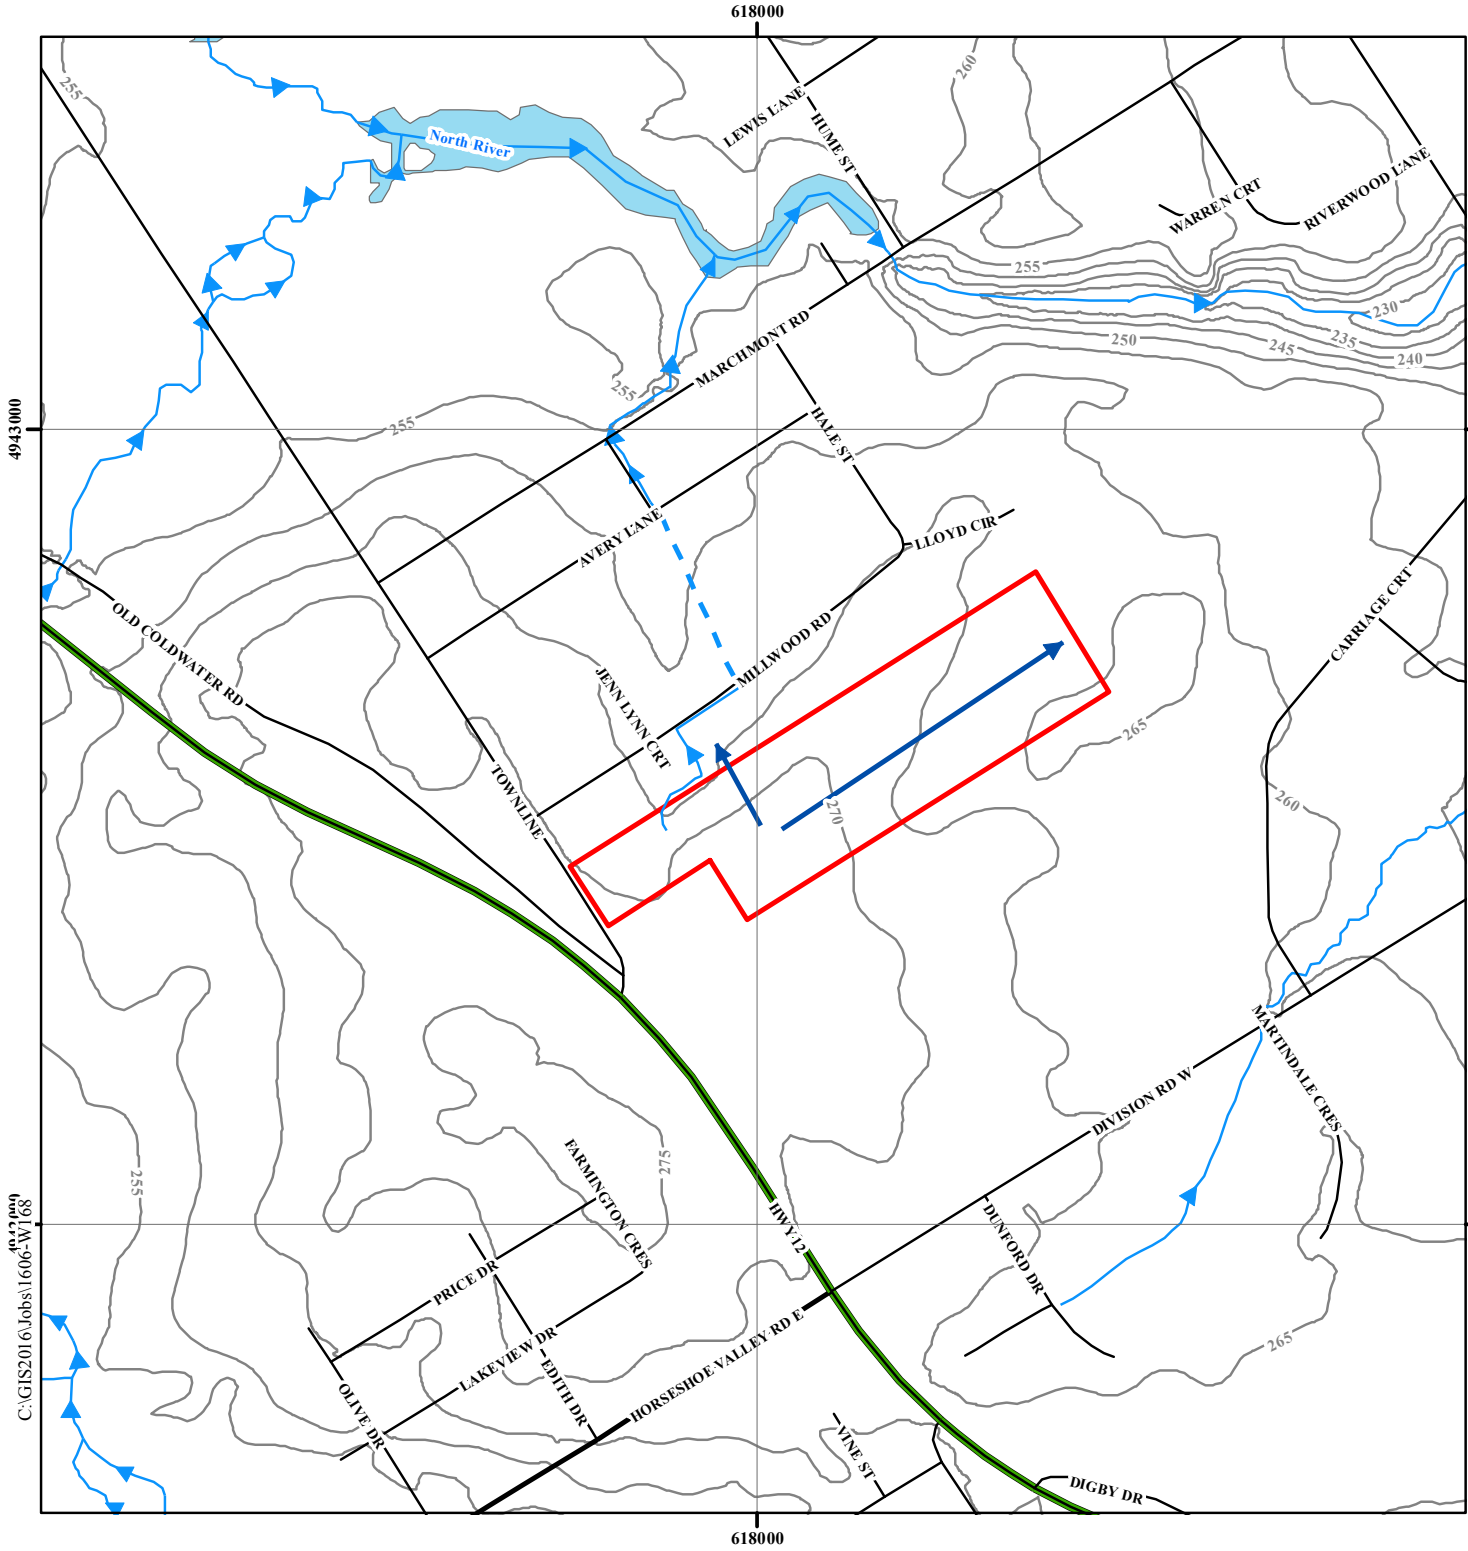 618000
260
255
LEWIS LANE
HUME ST
North River
RIVERWOOD LANE
WARREN CRT
255
230
MARCHMONT RD
250
235
245
240
255
4943000
255
HALE ST
AVERY LANE
LLOYD CIR
OLD COLDWATER RD
CARRIAGE CRT
MILLWOOD RD
JENN LYNN CRT
265
TOWNLINE
270
260
MARTINDALE CRES
DIVISION RD W
255
275
FARMINGTON CRES
C:\GIS2016\Jobs\1606-W168
HWY 12
DUNFORD DR
PRICE DR
LAKEVIEW DR
HORSESHOE VALLEY RD E
265
EDITH DR
OLIVE DR
VINE ST
DIGBY DR
618000